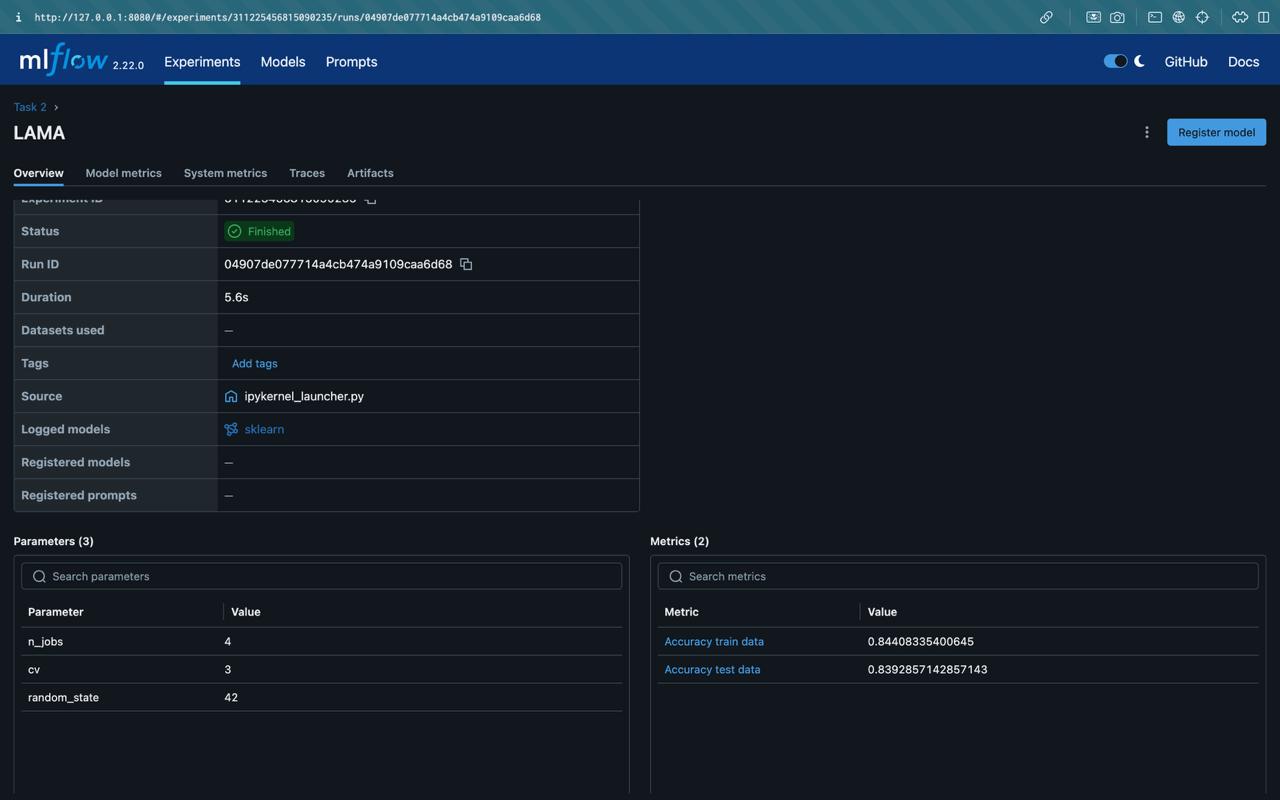 http://127.0.0.1:8080/#/experiments/311225456815090235/runs/04907de077714a4cb474a9109caa6d68
mlflow 2.22.0 Experiments Models Prompts GitHub Docs
Task 2 ›
LAMA
Register model
Overview Model metrics System metrics Traces Artifacts
Experiment ID 311225456815090235
Status Finished
Run ID 04907de077714a4cb474a9109caa6d68
Duration 5.6s
Datasets used —
Tags Add tags
Source ipykernel_launcher.py
Logged models sklearn
Registered models —
Registered prompts —
Parameters (3)
Search parameters
Parameter Value
n_jobs 4
cv 3
random_state 42
Metrics (2)
Search metrics
Metric Value
Accuracy train data 0.84408335400645
Accuracy test data 0.8392857142857143